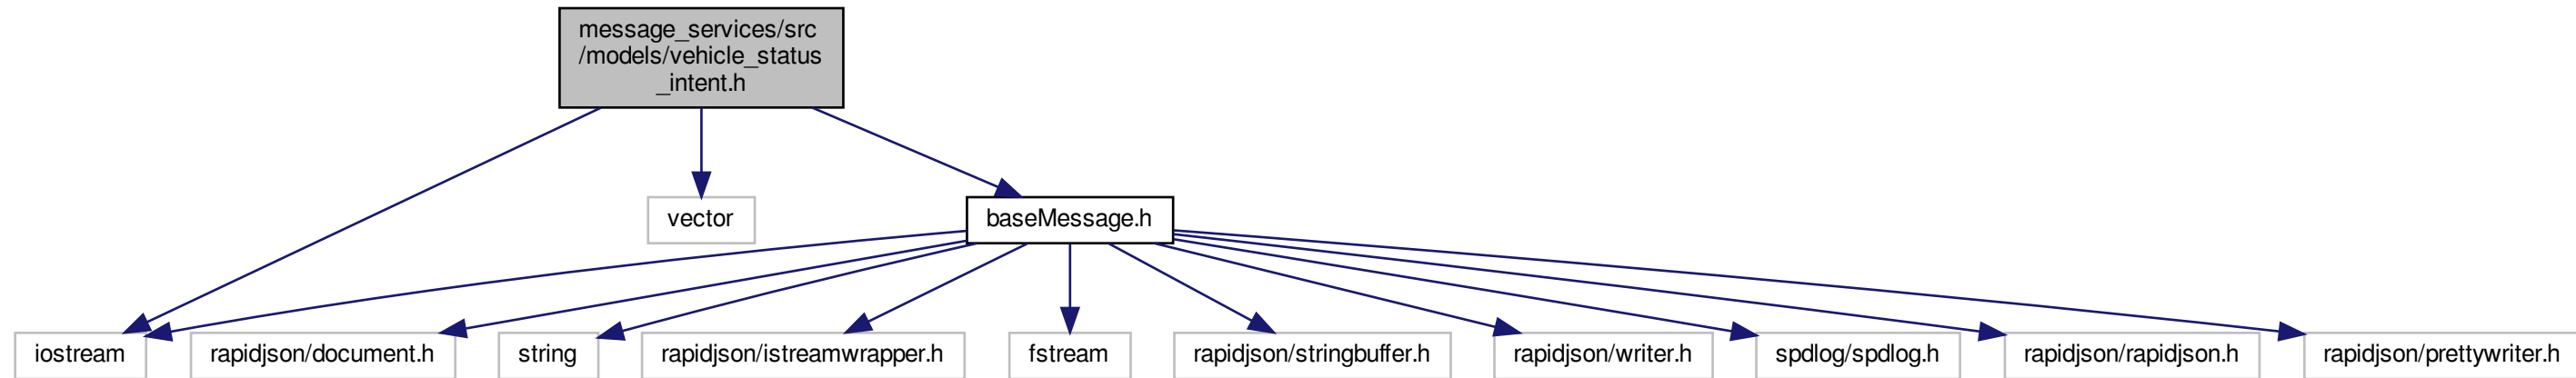 message_services/src
/models/vehicle_status
_intent.h
vector
baseMessage.h
iostream
rapidjson/document.h
string
rapidjson/istreamwrapper.h
fstream
rapidjson/stringbuffer.h
rapidjson/writer.h
spdlog/spdlog.h
rapidjson/rapidjson.h
rapidjson/prettywriter.h